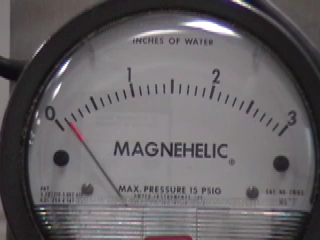 INCHES OF WATER
0 1 2 3
MAGNEHELIC®
MAX. PRESSURE 15 PSIG